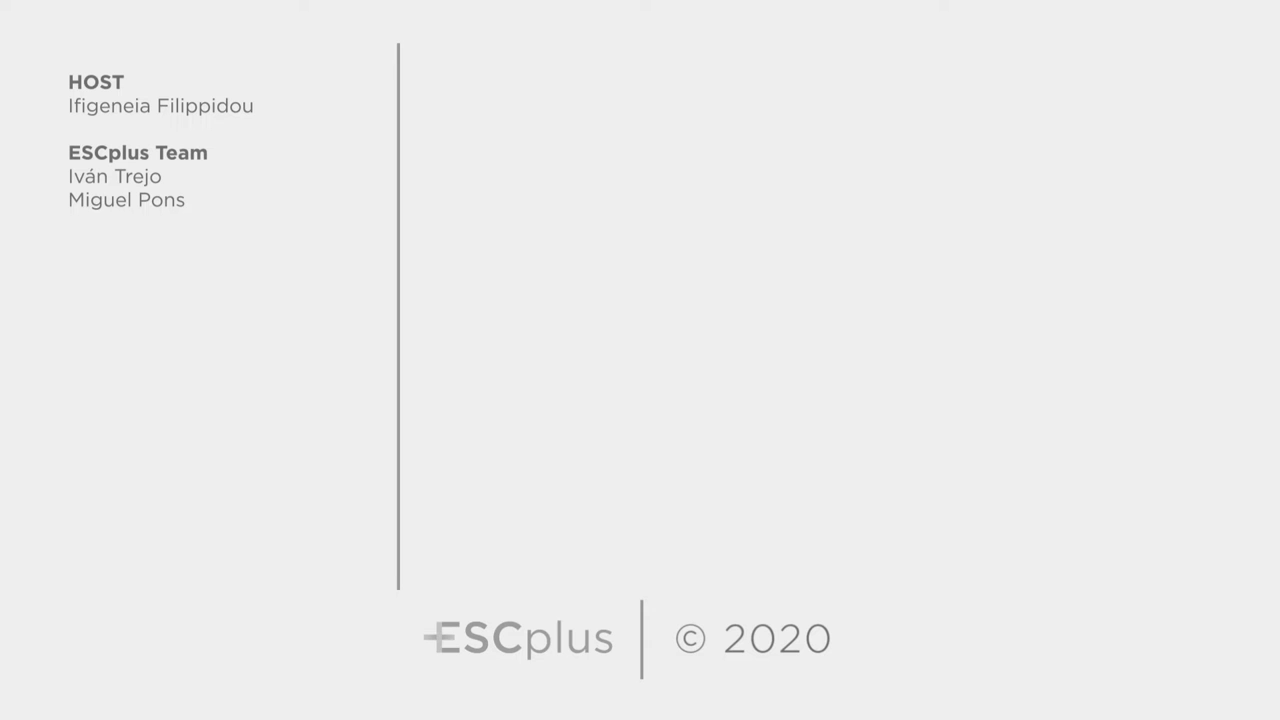 HOST
Ifigeneia Filippidou
ESCplus Team
Iván Trejo
Miguel Pons
ESCplus
© 2020